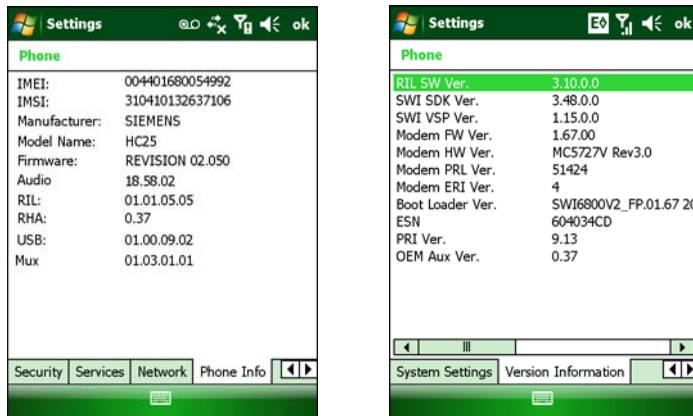 Settings
ok
Phone
IMEI: 004401680054992
IMSI: 310410132637106
Manufacturer: SIEMENS
Model Name: HC25
Firmware: REVISION 02.050
Audio 18.58.02
RIL: 01.01.05.05
RHA: 0.37
USB: 01.00.09.02
Mux 01.03.01.01
Security Services Network Phone Info
Settings
E
ok
Phone
RIL SW Ver. 3.10.0.0
SWI SDK Ver. 3.48.0.0
SWI VSP Ver. 1.15.0.0
Modem FW Ver. 1.67.00
Modem HW Ver. MC5727V Rev3.0
Modem PRL Ver. 51424
Modem ERI Ver. 4
Boot Loader Ver. SWI6800V2_FP.01.67 20
ESN 604034CD
PRI Ver. 9.13
OEM Aux Ver. 0.37
System Settings Version Information